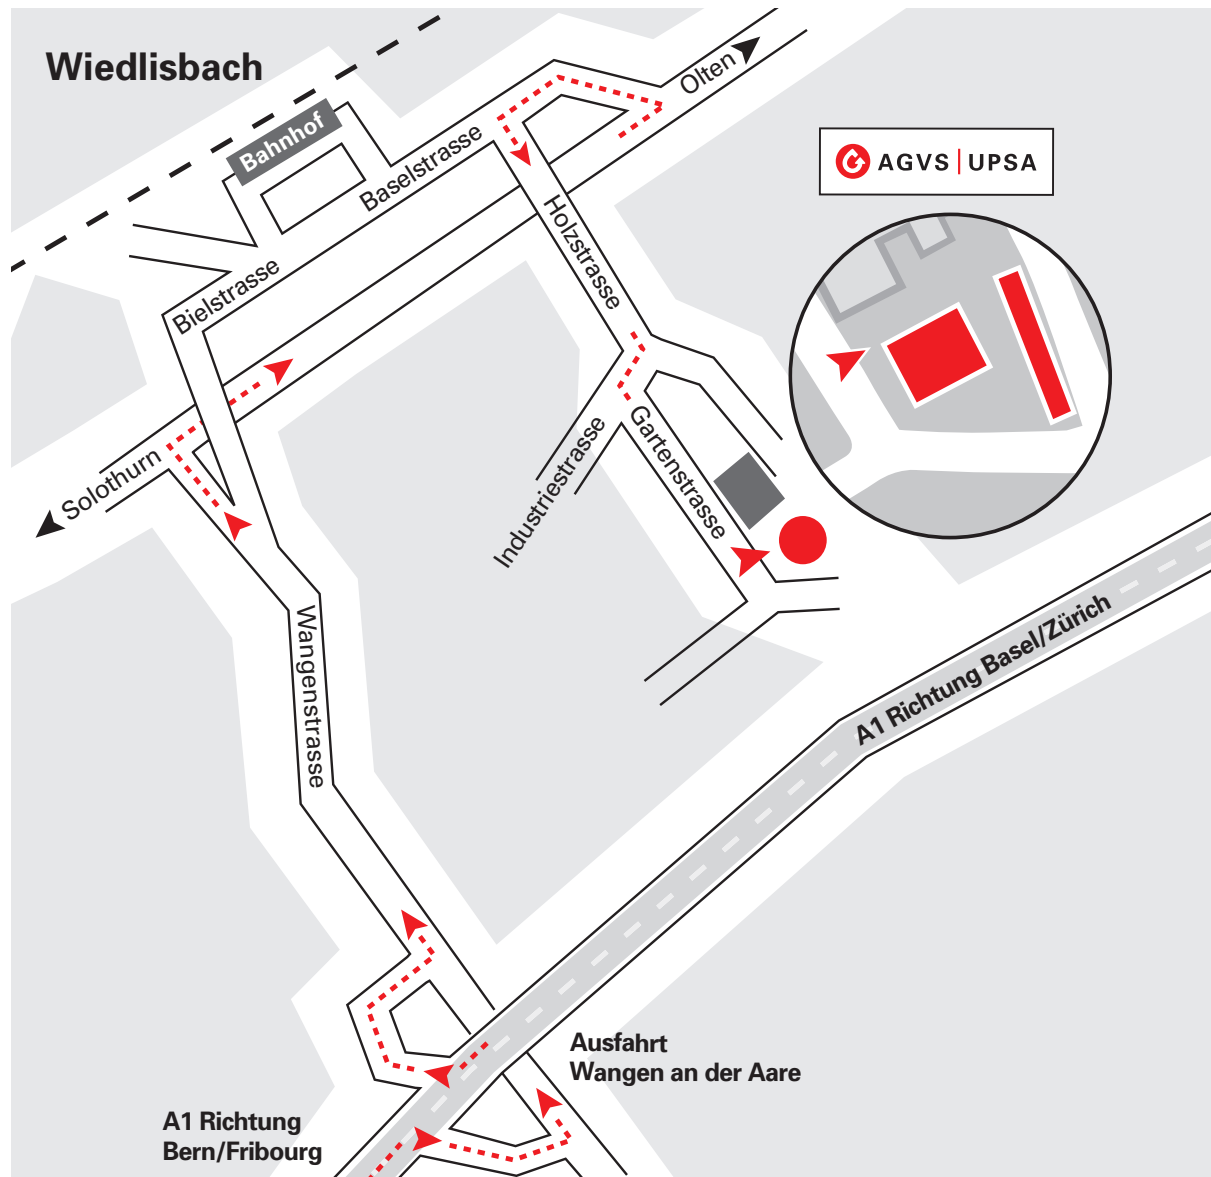 Wiedlisbach
Olten
Bahnhof
Baselstrasse
AGVS | UPSA
Holzstrasse
Bielstrasse
Solothurn
Industriestrasse
Gartenstrasse
Wangenstrasse
A1 Richtung Basel/Zürich
Ausfahrt
Wangen an der Aare
A1 Richtung
Bern/Fribourg